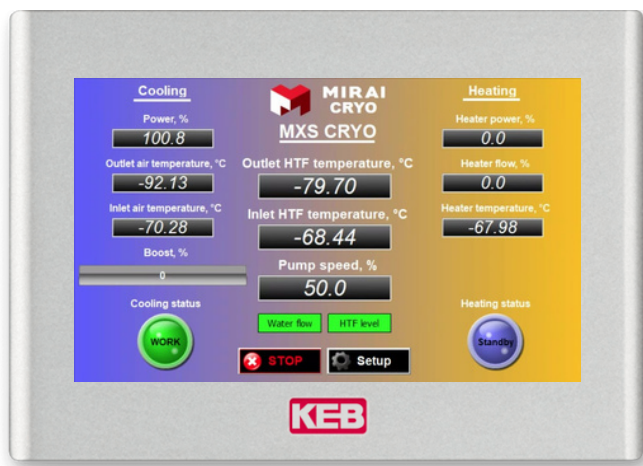 Cooling
Power, %
100.8
Outlet air temperature, °C
-92.13
Inlet air temperature, °C
-70.28
Boost, %
0
Cooling status
WORK
MIRAI
CRYO
MXS CRYO
Outlet HTF temperature, °C
-79.70
Inlet HTF temperature, °C
-68.44
Pump speed, %
50.0
Water flow
HTF level
STOP
Setup
Heating
Heater power, %
0.0
Heater flow, %
0.0
Heater temperature, °C
-67.98
Heating status
Standby
KEB